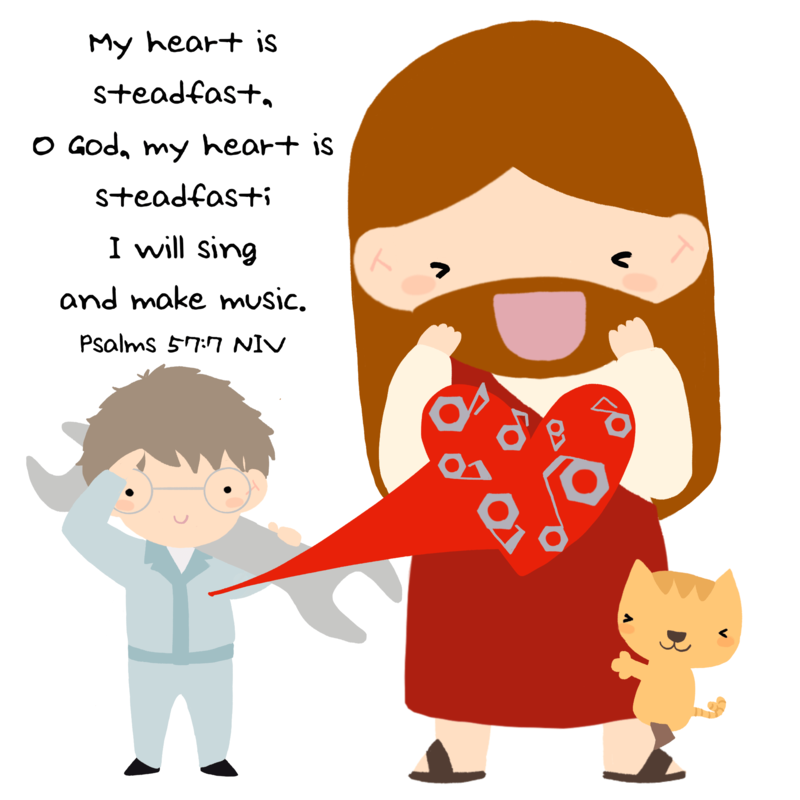 My heart is
steadfast,
O God, my heart is
steadfast;
I will sing
and make music.
Psalms 57:7 NIV